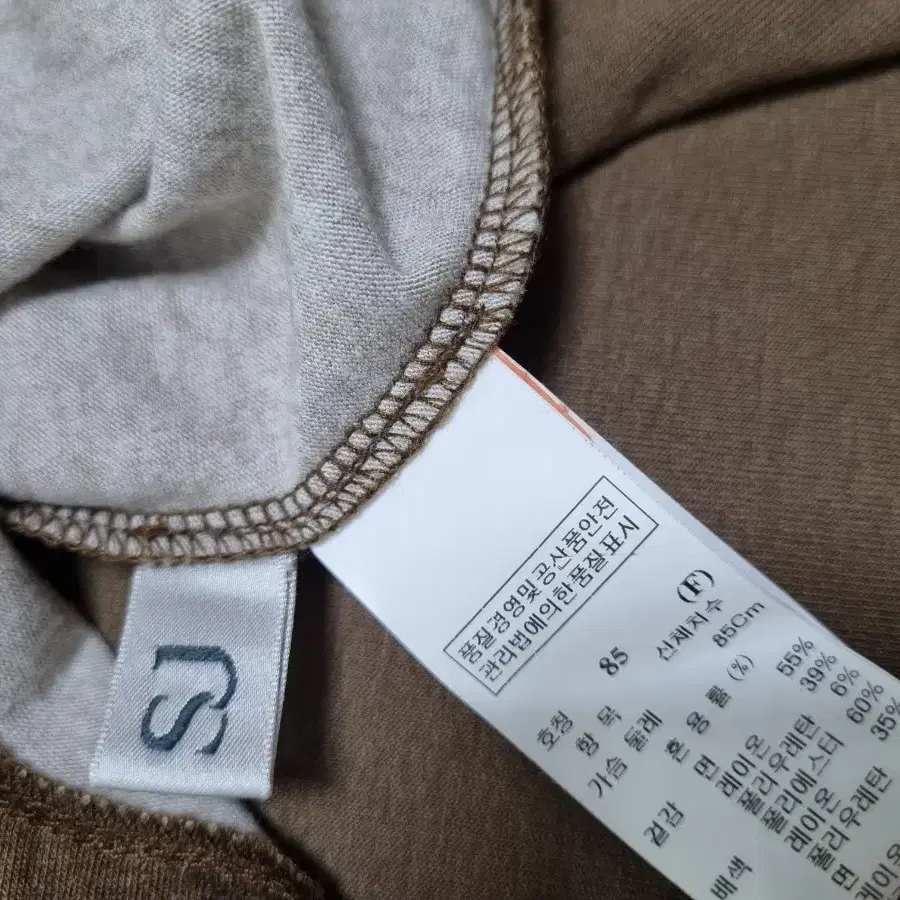 SJ
품질경영및공산품안전
관리법에의한품질표시
호칭 85 (F)
항 목 신체치수
가슴 둘레 85Cm
혼 용 률 (%)
겉감 면 55%
레이온 39%
폴리우레탄 6%
폴리에스터 60%
레이온 35%
폴리우레탄
배색 면
레이온